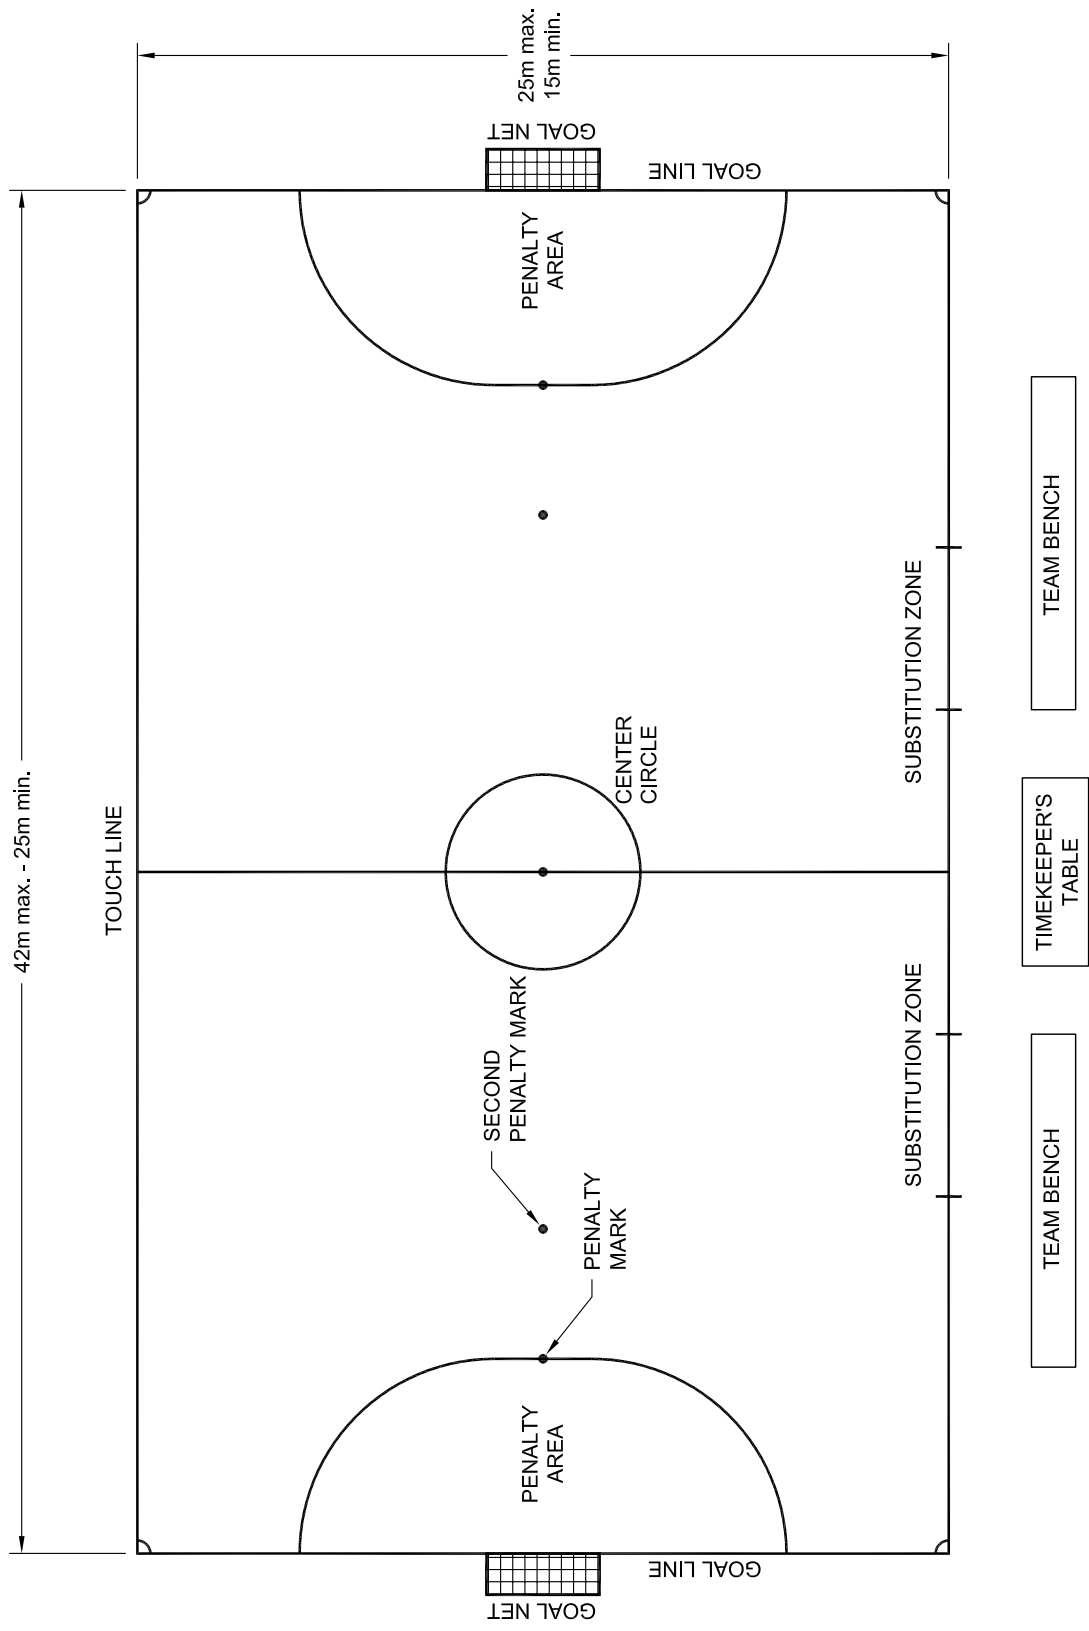 25m max.
15m min.
GOAL NET
GOAL LINE
PENALTY
AREA
TEAM BENCH
SUBSTITUTION ZONE
CENTER
CIRCLE
42m max. - 25m min.
TOUCH LINE
TIMEKEEPER'S
TABLE
SECOND
PENALTY MARK
SUBSTITUTION ZONE
PENALTY
MARK
TEAM BENCH
PENALTY
AREA
GOAL LINE
GOAL NET